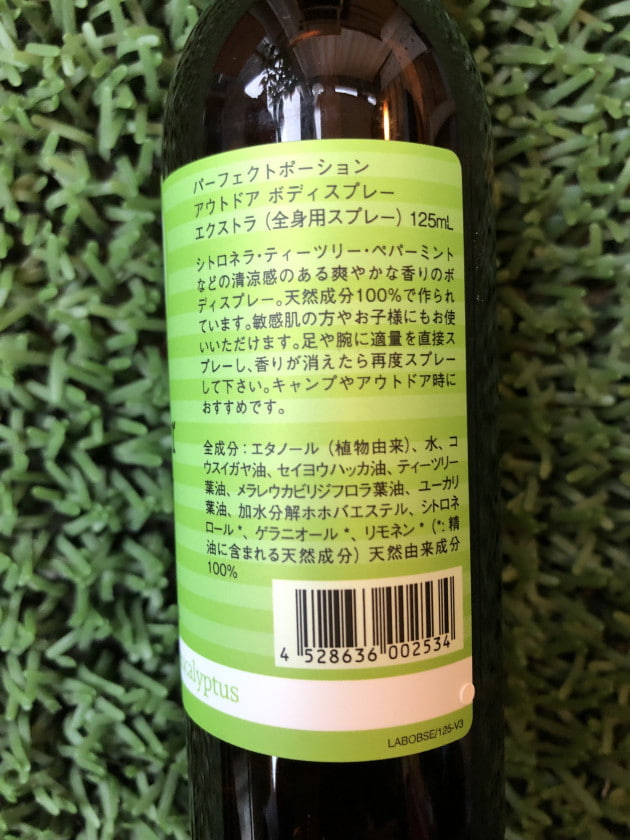 パーフェクトポーション
アウトドア ボディスプレー
エクストラ (全身用スプレー) 125mL
シトロネラ・ティーツリー・ペパーミント
などの清涼感のある爽やかな香りのボ
ディスプレー。天然成分100%で作られ
ています。敏感肌の方やお子様にもお使
いいただけます。足や腕に適量を直接ス
プレーし、香りが消えたら再度スプレー
して下さい。キャンプやアウトドア時に
おすすめです。
全成分：エタノール（植物由来）、水、コ
ウスイガヤ油、セイヨウハッカ油、ティーツリー
葉油、メラレウカビリジフロラ葉油、ユーカリ
葉油、加水分解ホホバエステル、シトロネ
ロール*、ゲラニオール*、リモネン*（*：精
油に含まれる天然成分）天然由来成分
100%
4 528636 002534
calyptus
LABOBSE/125-V3